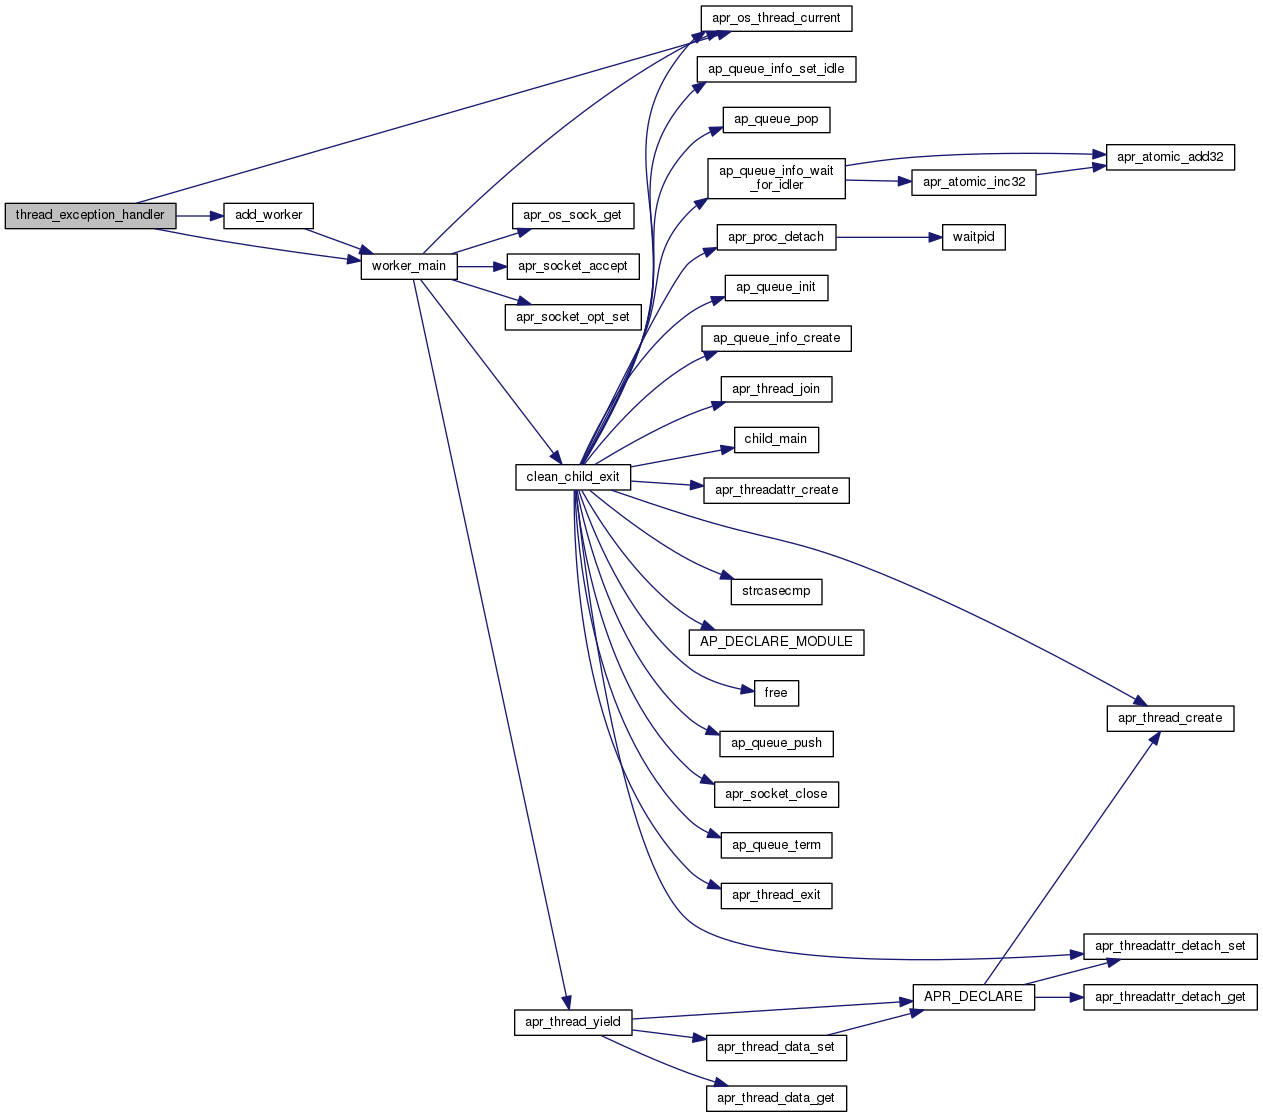 apr_os_thread_current
ap_queue_info_set_idle
ap_queue_pop
apr_atomic_add32
ap_queue_info_wait
_for_idler
apr_atomic_inc32
thread_exception_handler
add_worker
apr_os_sock_get
apr_proc_detach
waitpid
worker_main
apr_socket_accept
ap_queue_init
apr_socket_opt_set
ap_queue_info_create
apr_thread_join
child_main
clean_child_exit
apr_threadattr_create
strcasecmp
AP_DECLARE_MODULE
free
apr_thread_create
ap_queue_push
apr_socket_close
ap_queue_term
apr_thread_exit
apr_threadattr_detach_set
APR_DECLARE
apr_threadattr_detach_get
apr_thread_yield
apr_thread_data_set
apr_thread_data_get